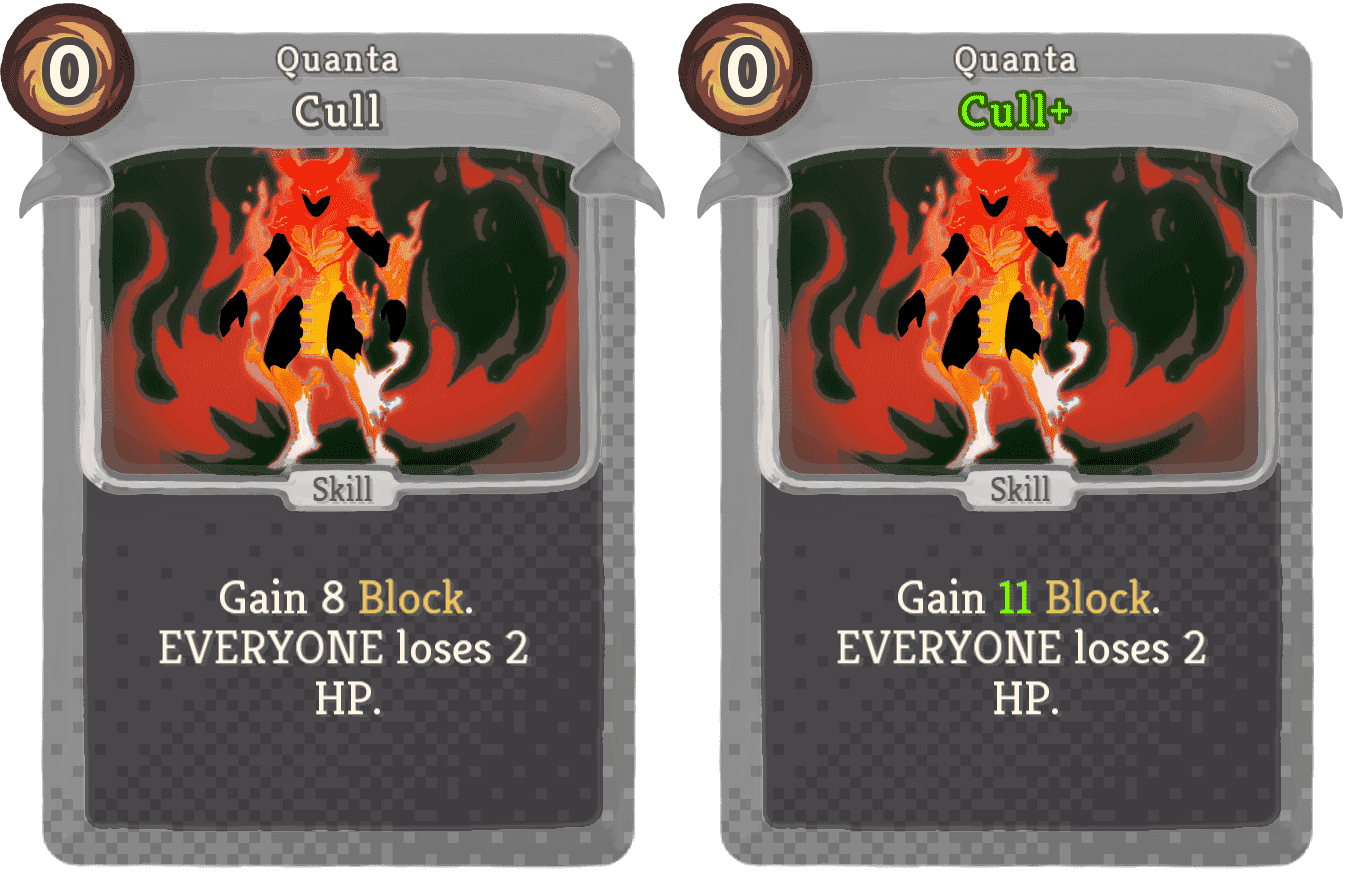 0
Quanta
Cull
Skill
Gain 8 Block.
EVERYONE loses 2
HP.
0
Quanta
Cull+
Skill
Gain 11 Block.
EVERYONE loses 2
HP.